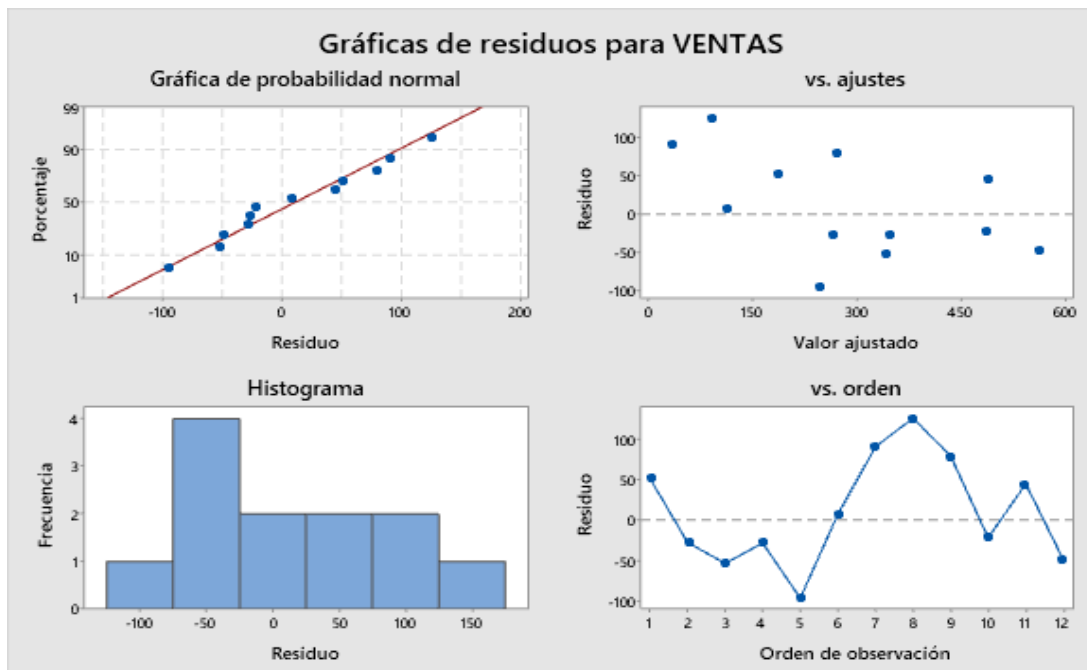 Gráficas de residuos para VENTAS
Gráfica de probabilidad normal
99
90
50
10
1
Porcentaje
-100 0 100 200
Residuo
vs. ajustes
100
50
0
-50
-100
Residuo
0 150 300 450 600
Valor ajustado
Histograma
4
3
2
1
0
Frecuencia
-100 -50 0 50 100 150
Residuo
vs. orden
100
50
0
-50
-100
Residuo
1 2 3 4 5 6 7 8 9 10 11 12
Orden de observación